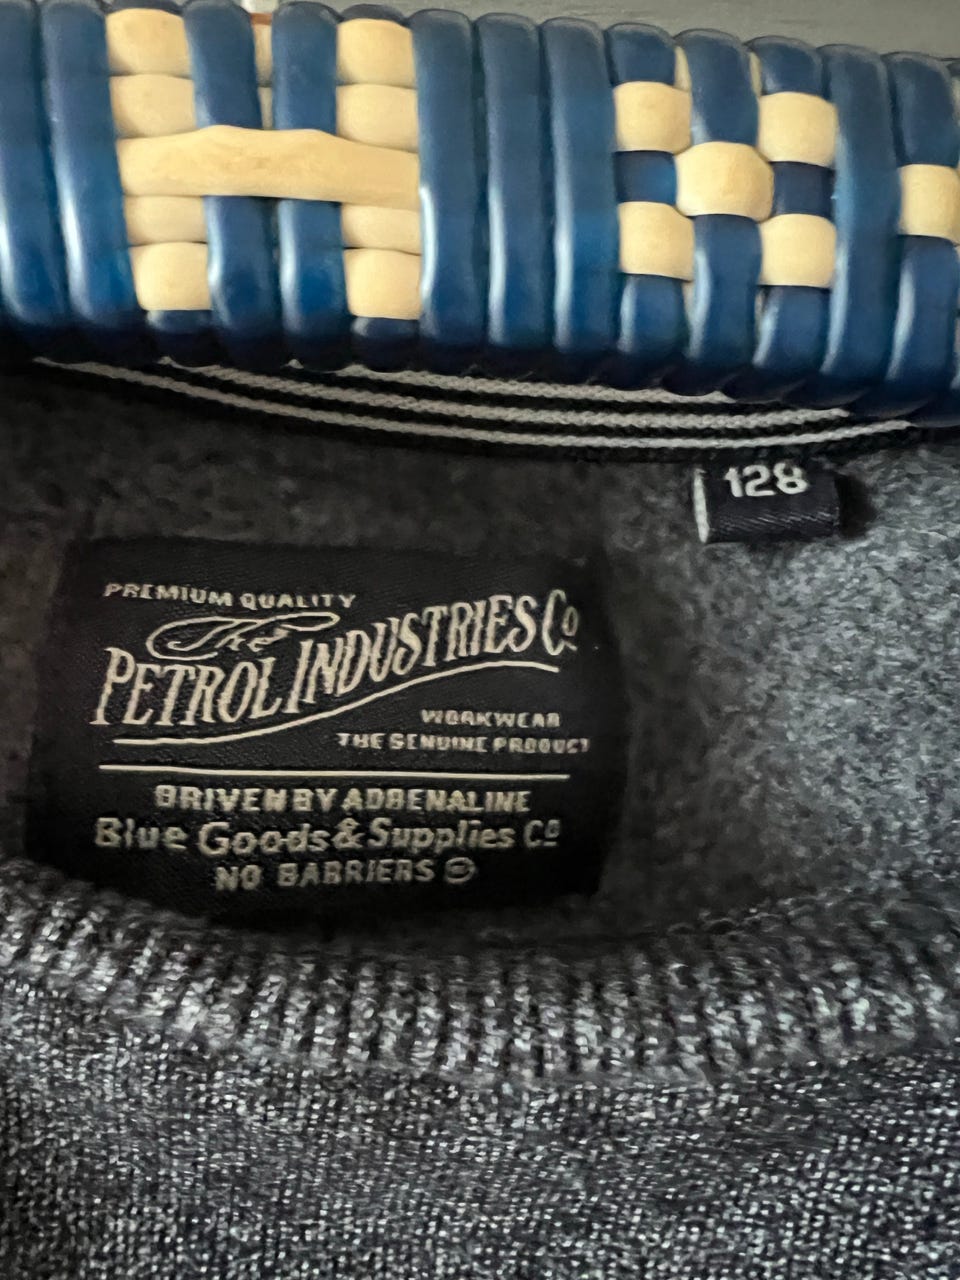 128
PREMIUM QUALITY
The
PETROL INDUSTRIES Co
WORKWEAR
THE GENUINE PRODUCT
DRIVEN BY ADRENALINE
Blue Goods & Supplies Co
NO BARRIERS